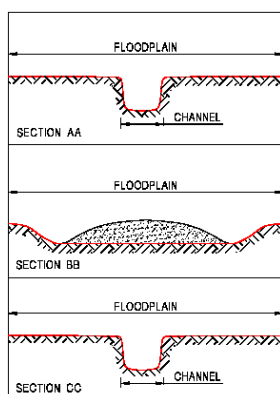 FLOODPLAIN
CHANNEL
SECTION AA
FLOODPLAIN
SECTION BB
FLOODPLAIN
CHANNEL
SECTION CC